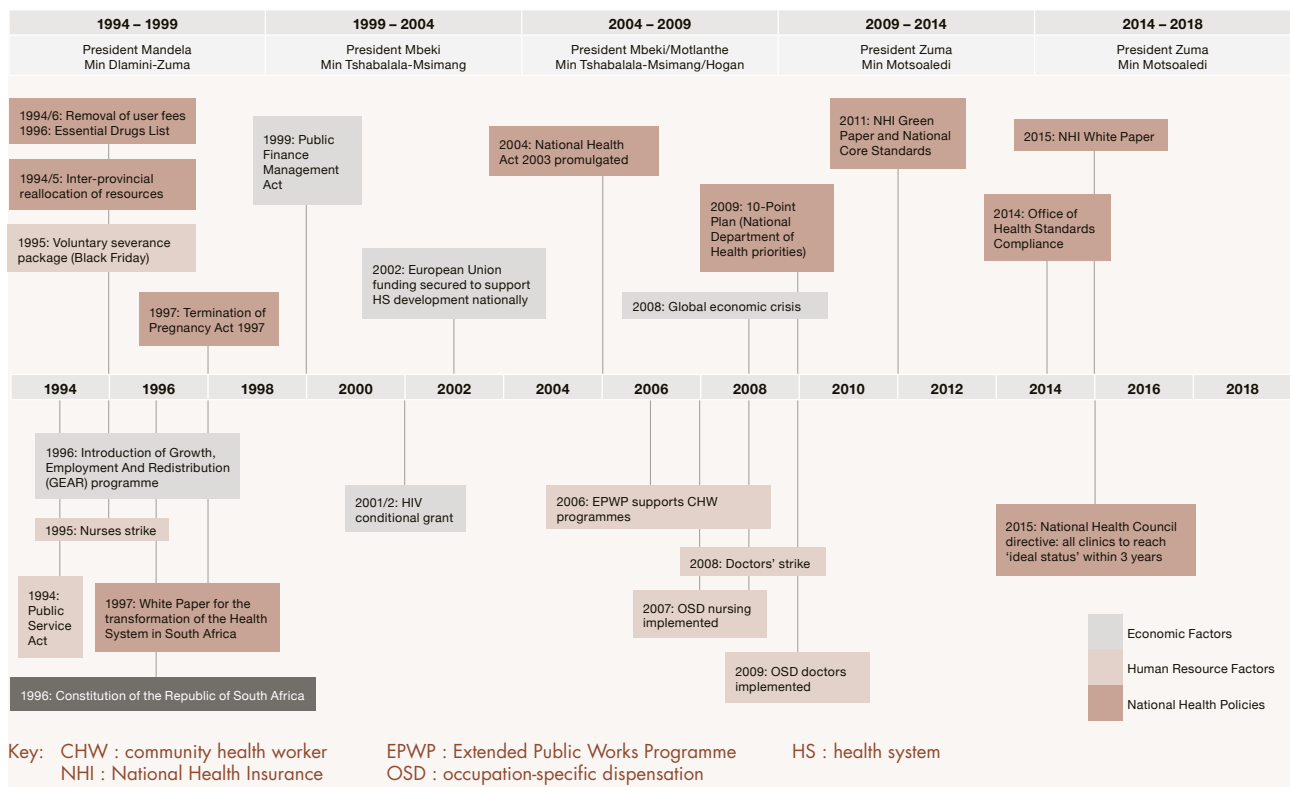 1994 – 1999
1999 – 2004
2004 – 2009
2009 – 2014
2014 – 2018
President Mandela
Min Dlamini-Zuma
President Mbeki
Min Tshabalala-Msimang
President Mbeki/Motlanthe
Min Tshabalala-Msimang/Hogan
President Zuma
Min Motsoaledi
President Zuma
Min Motsoaledi
1994/6: Removal of user fees
1996: Essential Drugs List
1994/5: Inter-provincial
reallocation of resources
1995: Voluntary severance
package (Black Friday)
1997: Termination of
Pregnancy Act 1997
1999: Public
Finance
Management
Act
2002: European Union
funding secured to support
HS development nationally
2004: National Health
Act 2003 promulgated
2009: 10-Point
Plan (National
Department of
Health priorities)
2008: Global economic crisis
2011: NHI Green
Paper and National
Core Standards
2015: NHI White Paper
2014: Office of
Health Standards
Compliance
1994
1996
1998
2000
2002
2004
2006
2008
2010
2012
2014
2016
2018
1996: Introduction of Growth,
Employment And Redistribution
(GEAR) programme
1995: Nurses strike
1994:
Public
Service
Act
1997: White Paper for the
transformation of the Health
System in South Africa
1996: Constitution of the Republic of South Africa
2001/2: HIV
conditional grant
2006: EPWP supports CHW
programmes
2008: Doctors’ strike
2007: OSD nursing
implemented
2009: OSD doctors
implemented
2015: National Health Council
directive: all clinics to reach
‘ideal status’ within 3 years
Economic Factors
Human Resource Factors
National Health Policies
Key: CHW : community health worker
EPWP : Extended Public Works Programme
HS : health system
NHI : National Health Insurance
OSD : occupation-specific dispensation